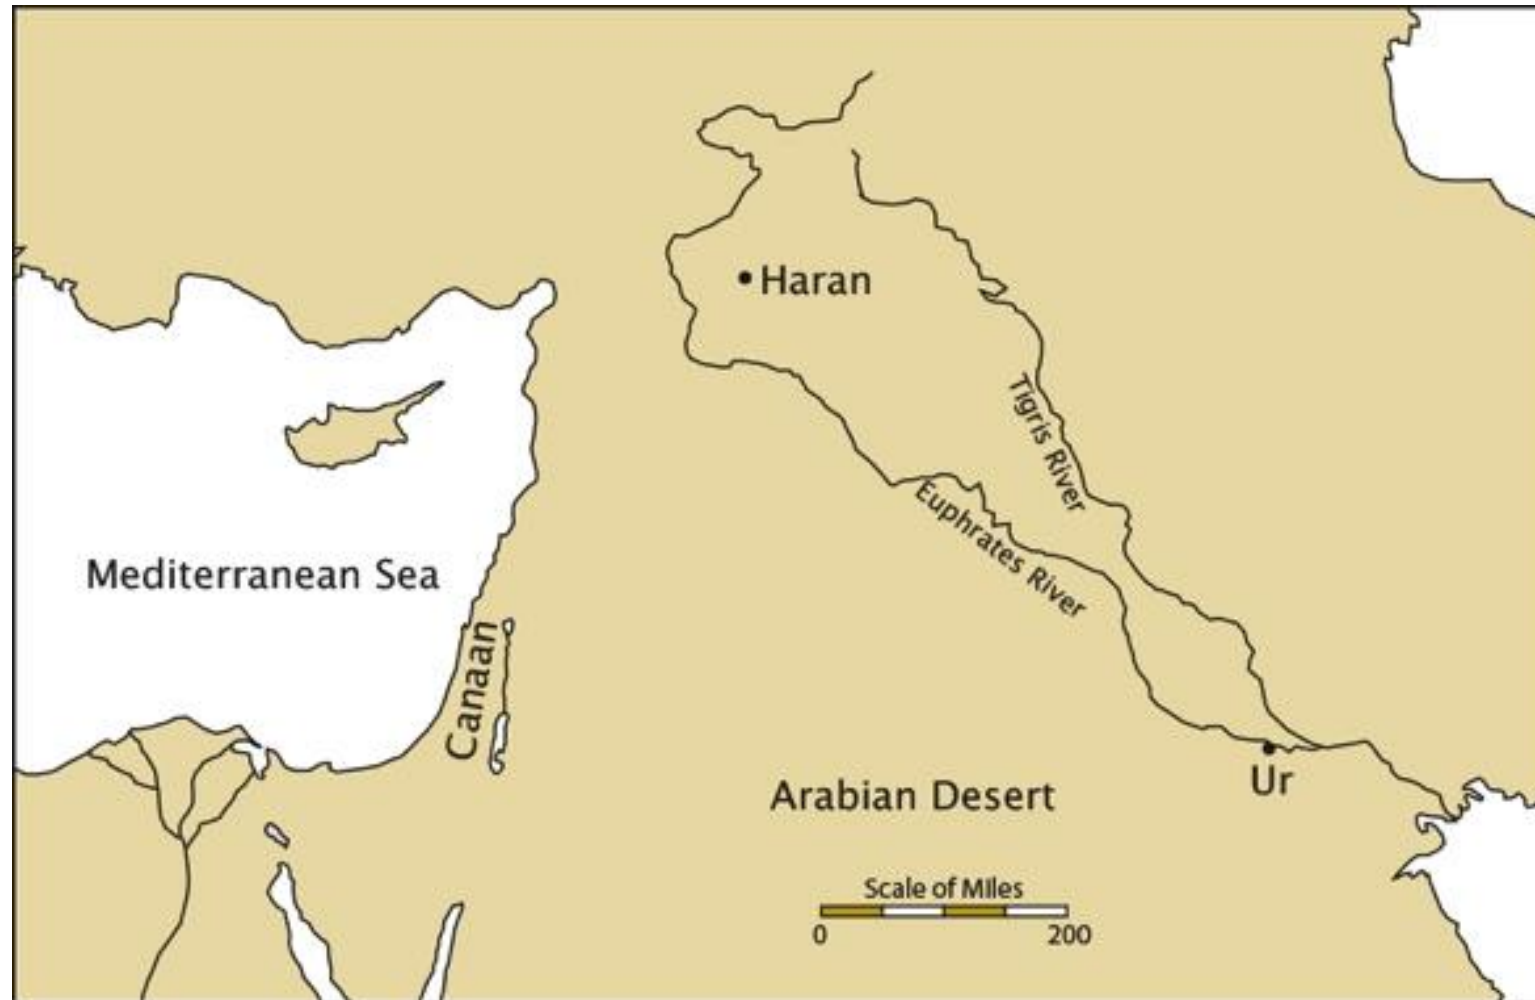 Haran
Tigris River
Euphrates River
Mediterranean Sea
Canaan
Ur
Arabian Desert
Scale of Miles
0 200